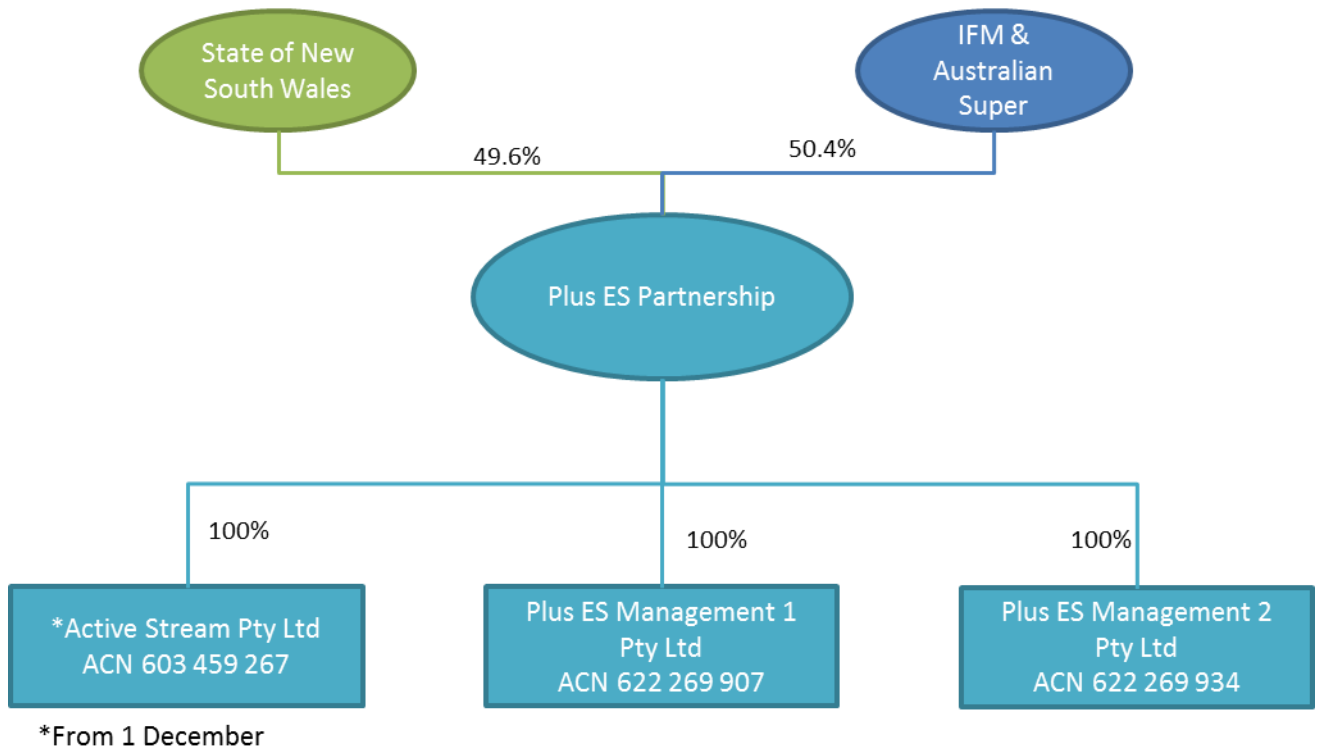 State of New
South Wales
IFM &
Australian
Super
49.6%
50.4%
Plus ES Partnership
100%
100%
100%
*Active Stream Pty Ltd
ACN 603 459 267
Plus ES Management 1
Pty Ltd
ACN 622 269 907
Plus ES Management 2
Pty Ltd
ACN 622 269 934
*From 1 December